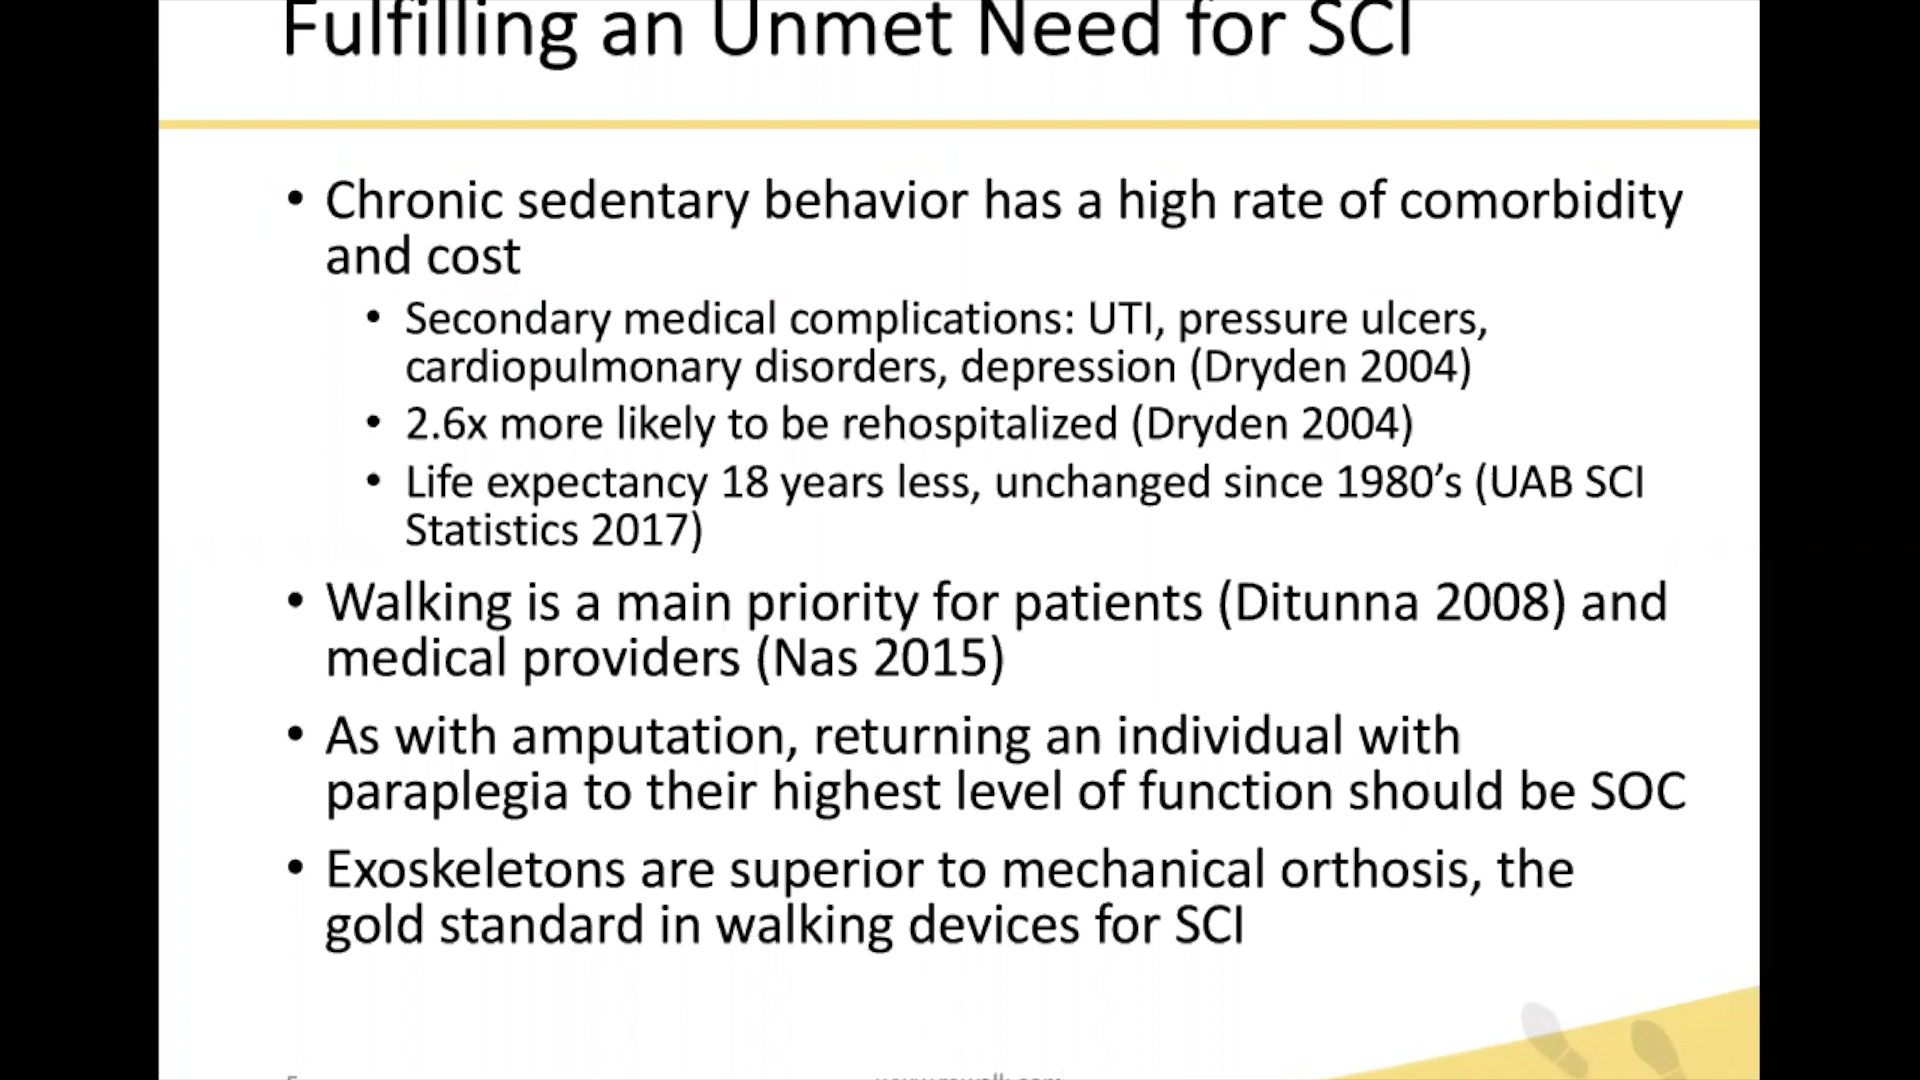 Fulfilling an Unmet Need for SCI
• Chronic sedentary behavior has a high rate of comorbidity
and cost
• Secondary medical complications: UTI, pressure ulcers,
cardiopulmonary disorders, depression (Dryden 2004)
• 2.6x more likely to be rehospitalized (Dryden 2004)
• Life expectancy 18 years less, unchanged since 1980’s (UAB SCI
Statistics 2017)
• Walking is a main priority for patients (Ditunna 2008) and
medical providers (Nas 2015)
• As with amputation, returning an individual with
paraplegia to their highest level of function should be SOC
• Exoskeletons are superior to mechanical orthosis, the
gold standard in walking devices for SCI